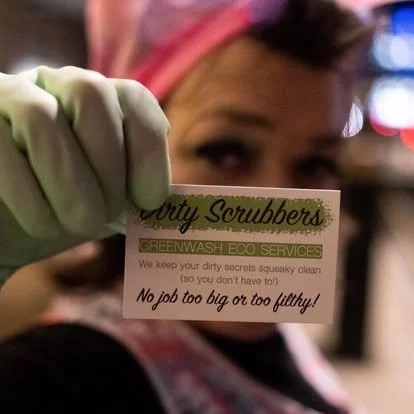 Dirty Scrubbers
GREENWASH ECO SERVICES
We keep your dirty secrets squeaky clean
(so you don't have to!)
No job too big or too filthy!